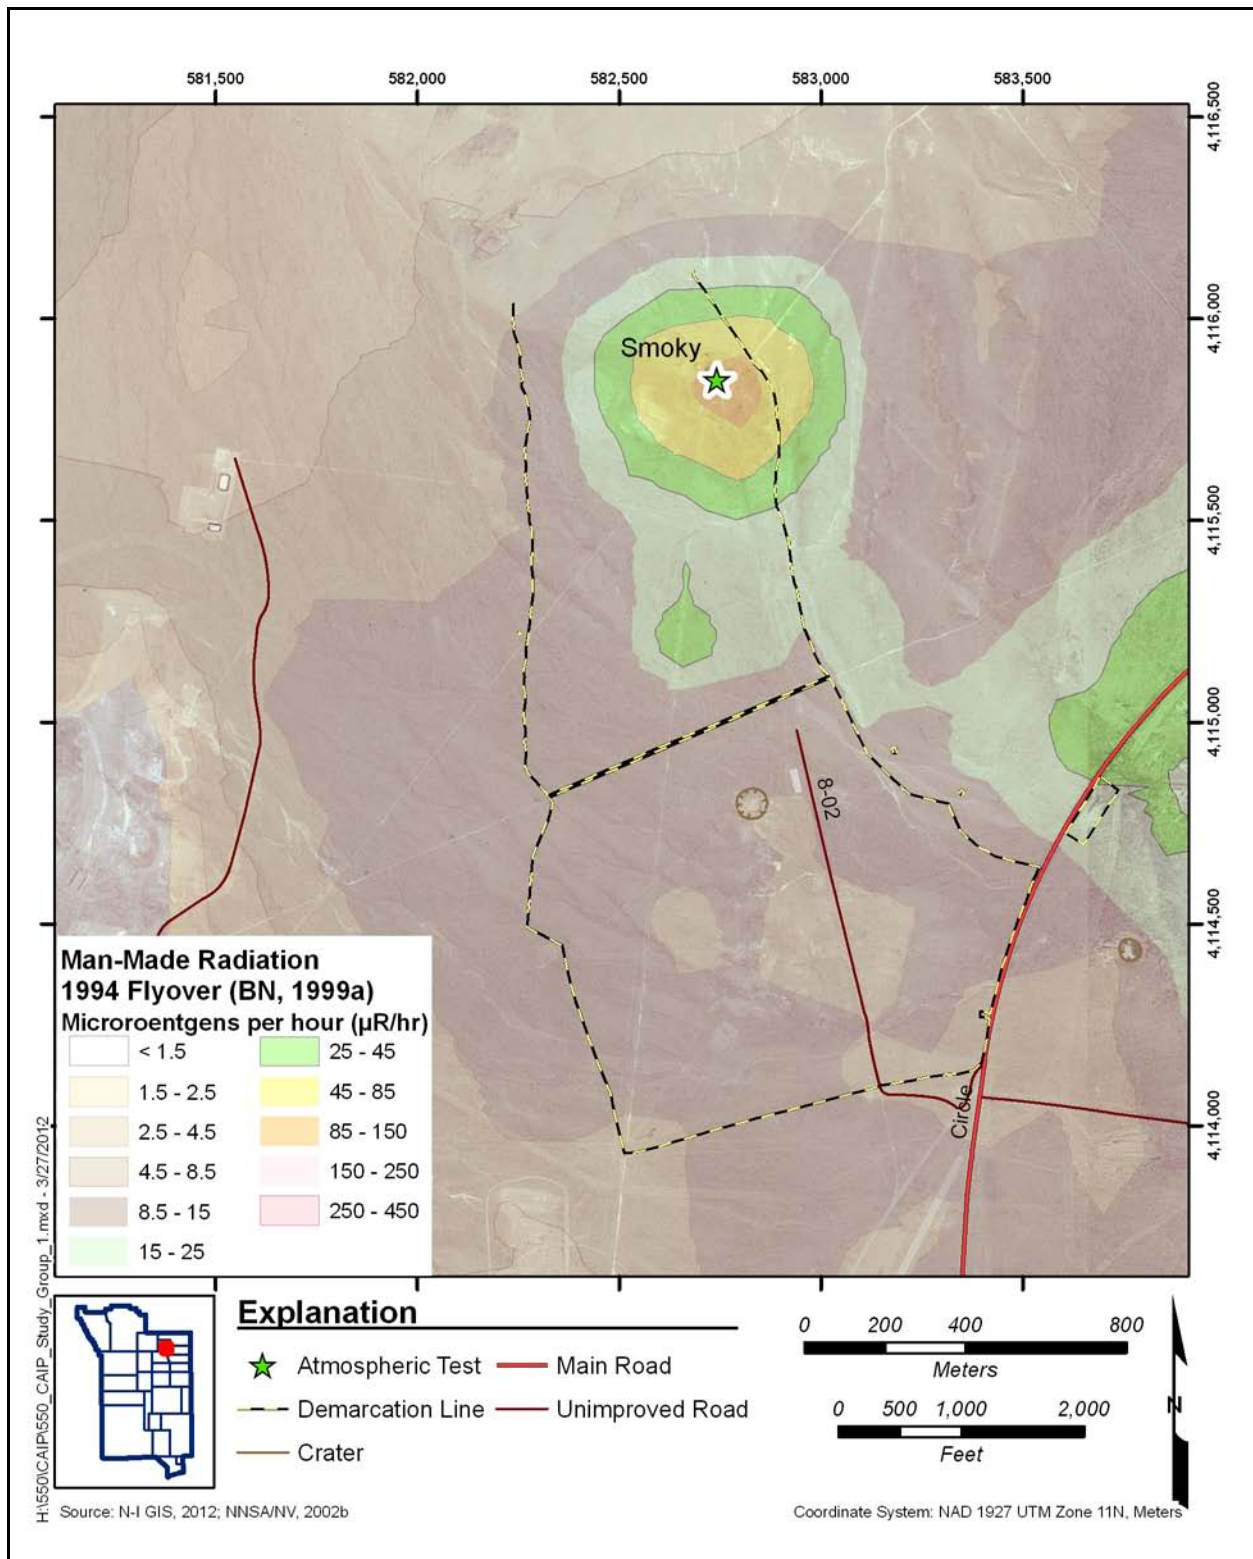 581,500 582,000 582,500 583,000 583,500
4,116,500
4,116,000
4,115,500
4,115,000
4,114,500
4,114,000
Smoky
8-02
Circle
Man-Made Radiation
1994 Flyover (BN, 1999a)
Microroentgens per hour (µR/hr)
< 1.5 25 - 45
1.5 - 2.5 45 - 85
2.5 - 4.5 85 - 150
4.5 - 8.5 150 - 250
8.5 - 15 250 - 450
15 - 25
H:\550\CAIP\550_CAIP_Study_Group_1.mxd - 3/27/2012
Explanation
Atmospheric Test Main Road
Demarcation Line Unimproved Road
Crater
0 200 400 800
Meters
0 500 1,000 2,000
Feet
N
Source: N-I GIS, 2012; NNSA/NV, 2002b
Coordinate System: NAD 1927 UTM Zone 11N, Meters